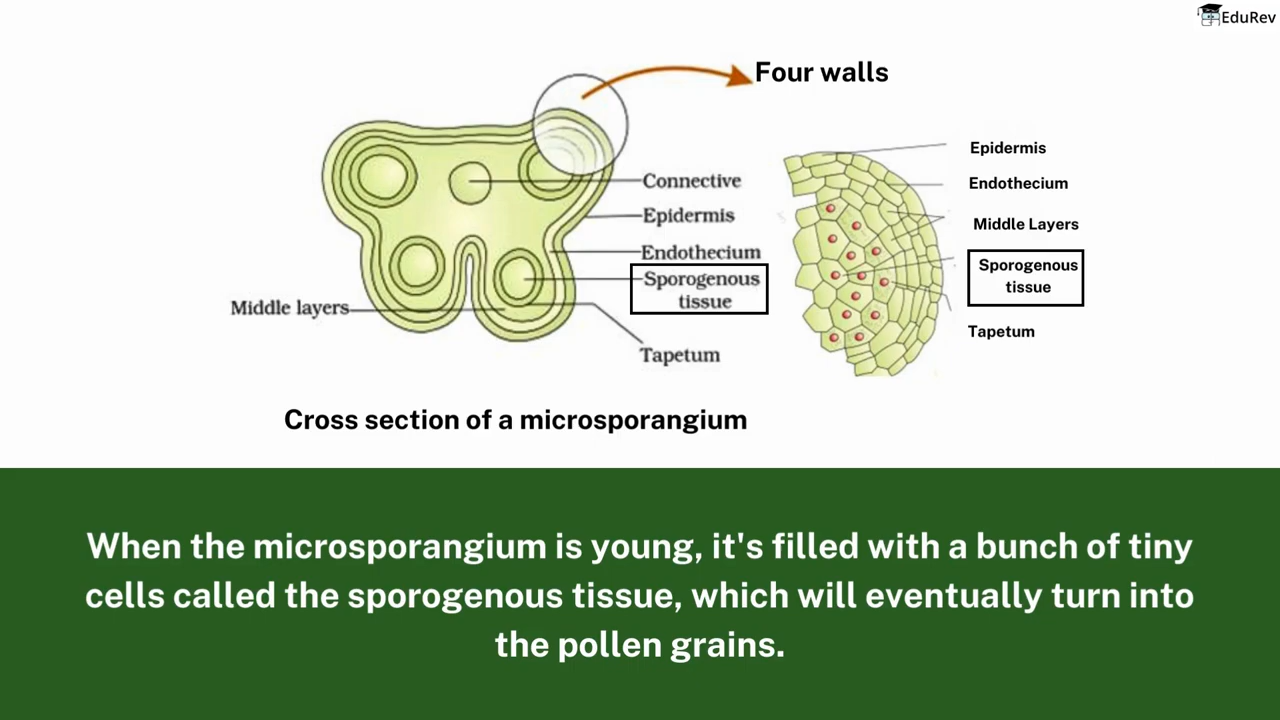 EduRev
Four walls
Connective
Epidermis
Endothecium
Sporogenous
tissue
Middle layers
Tapetum
Epidermis
Endothecium
Middle Layers
Sporogenous
tissue
Tapetum
Cross section of a microsporangium
When the microsporangium is young, it's filled with a bunch of tiny
cells called the sporogenous tissue, which will eventually turn into
the pollen grains.